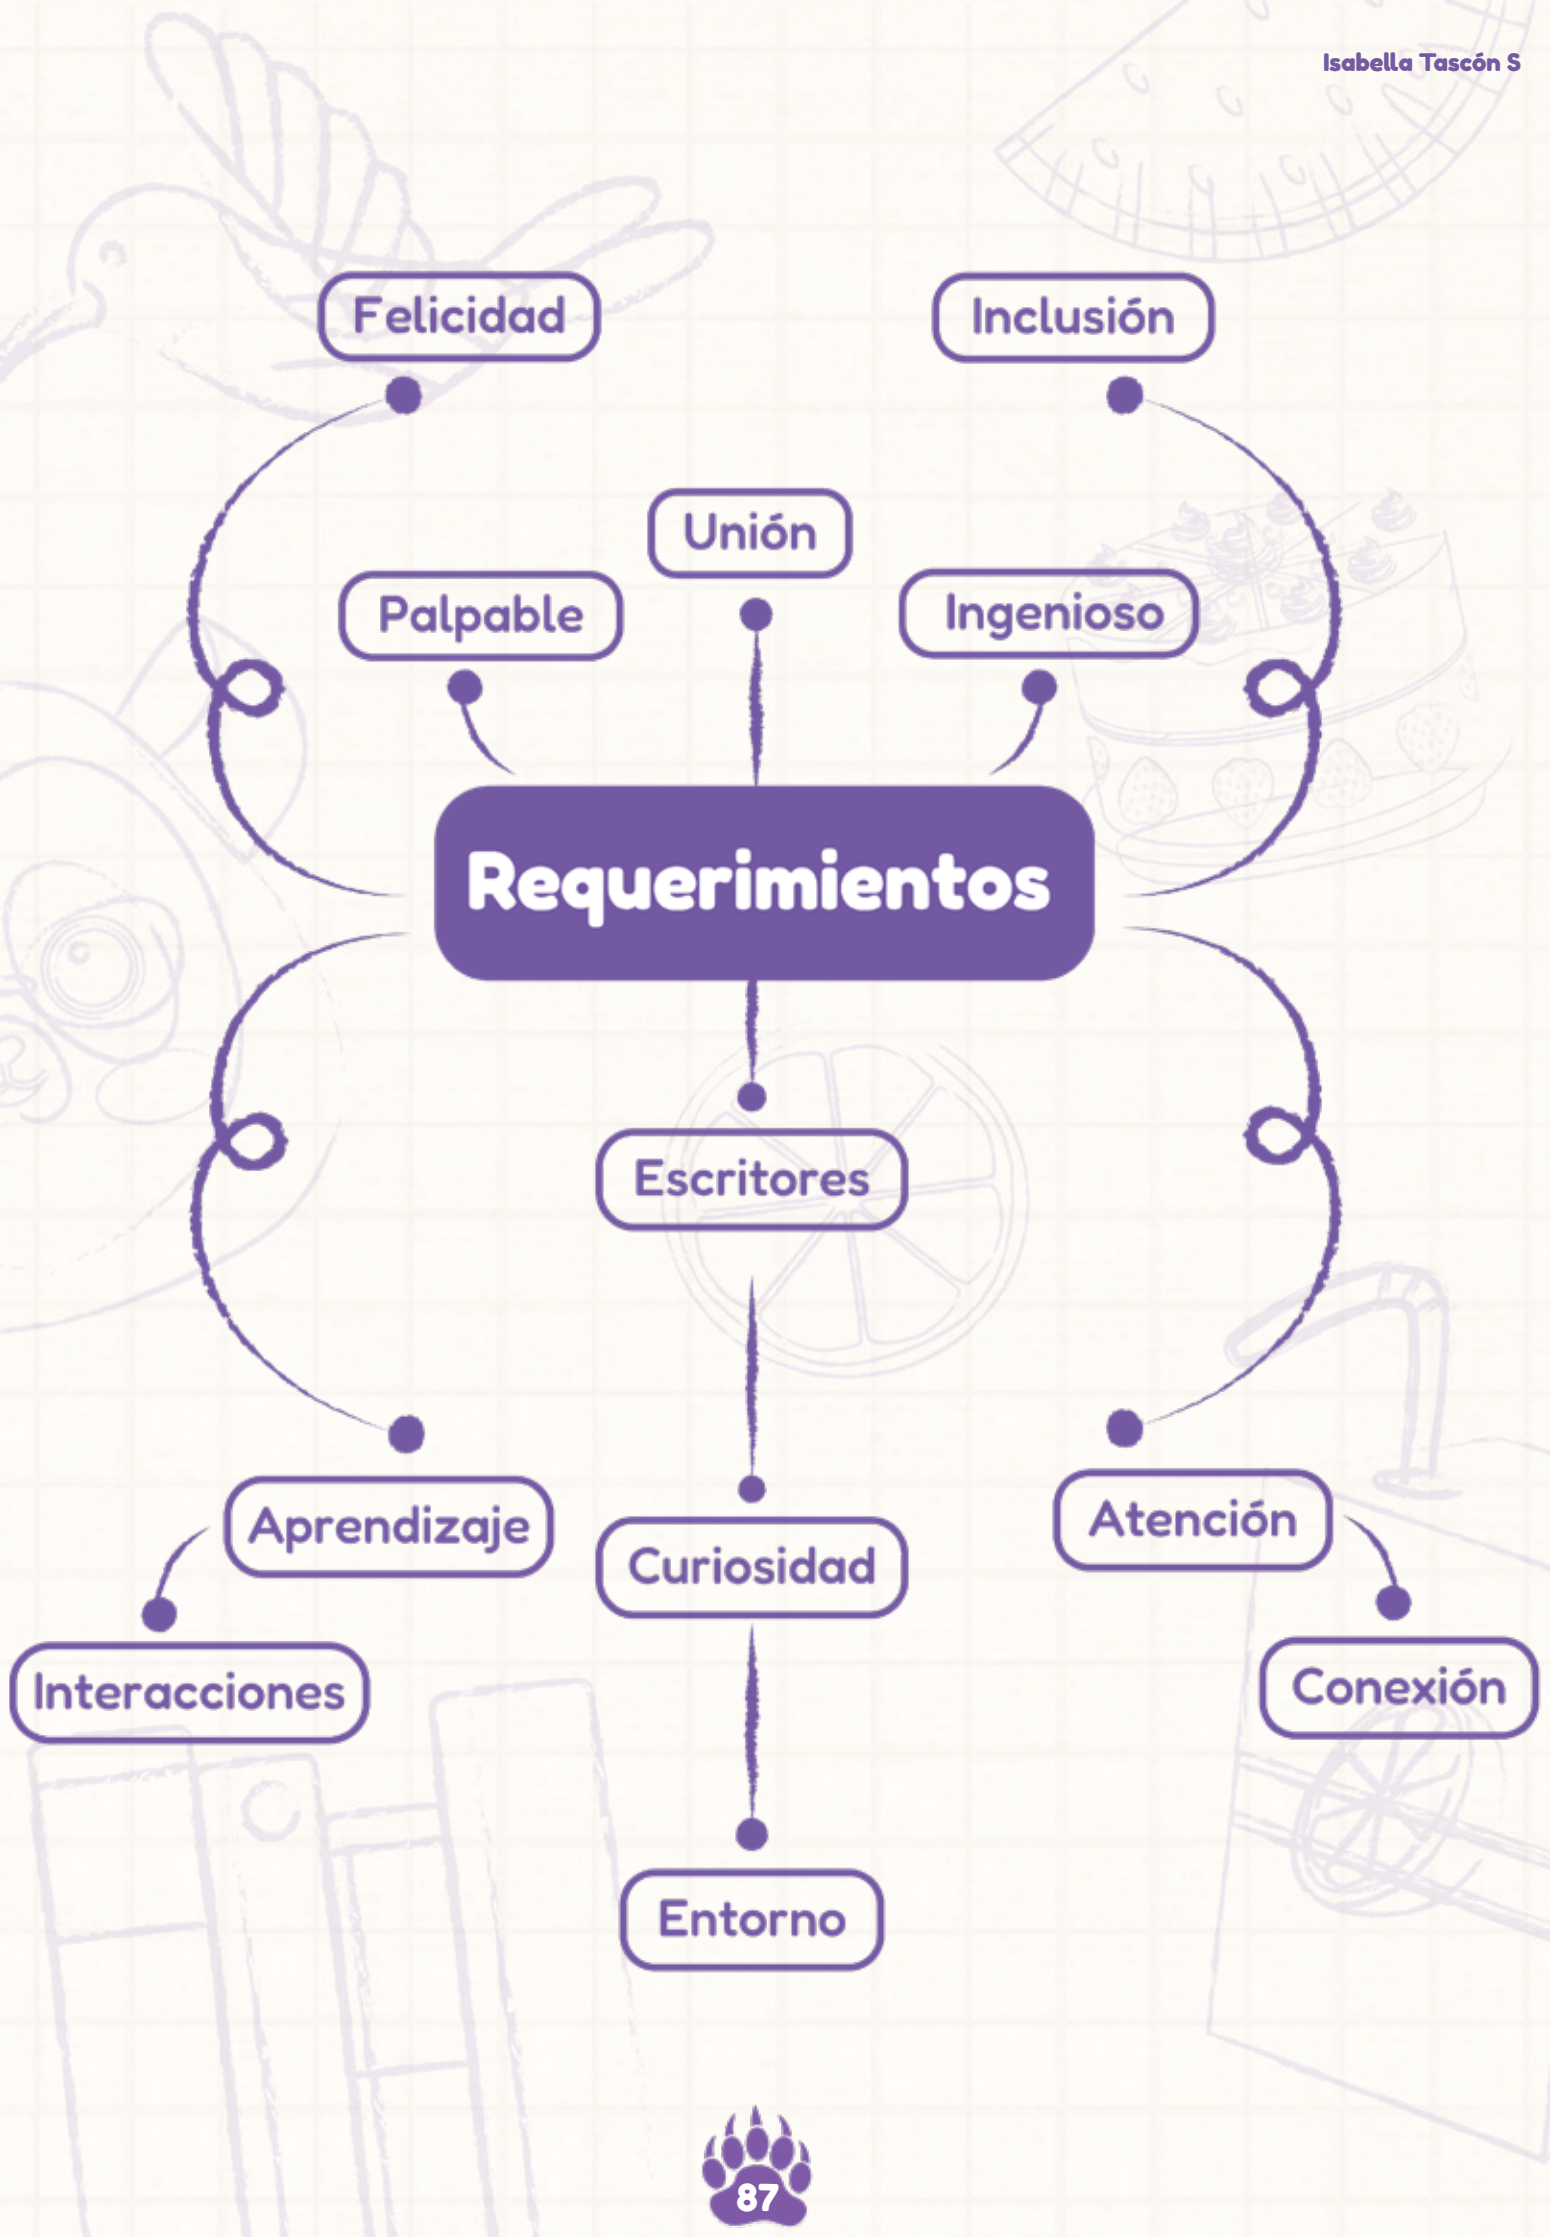 Isabella Tascón S
Felicidad
Inclusión
Unión
Palpable
Ingenioso
Requerimientos
Escritores
Aprendizaje
Curiosidad
Atención
Interacciones
Conexión
Entorno
87